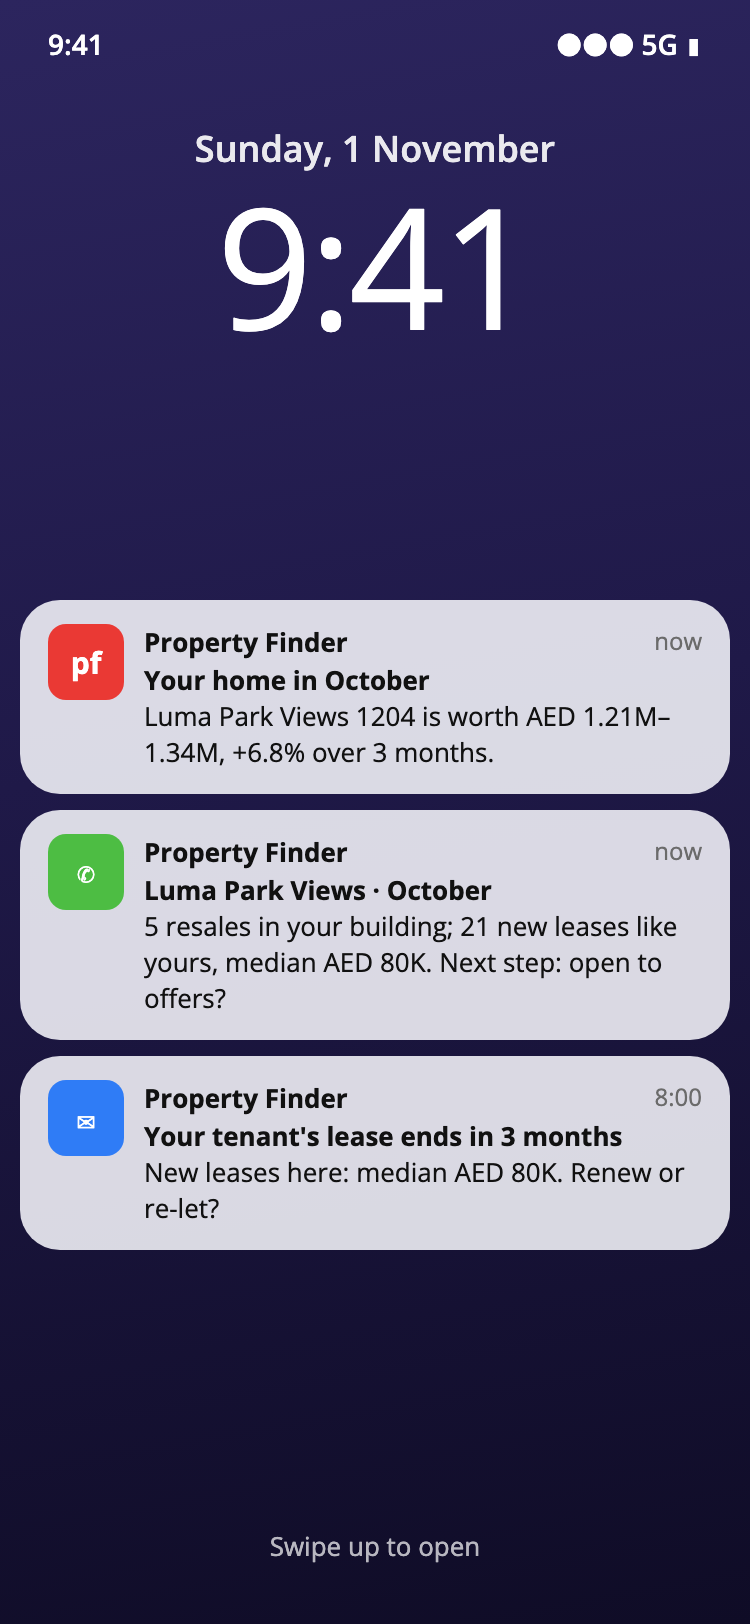 9:41
5G
Sunday, 1 November
9:41
pf
Property Finder
now
Your home in October
Luma Park Views 1204 is worth AED 1.21M–
1.34M, +6.8% over 3 months.
Property Finder
now
Luma Park Views · October
5 resales in your building; 21 new leases like
yours, median AED 80K. Next step: open to
offers?
Property Finder
8:00
Your tenant's lease ends in 3 months
New leases here: median AED 80K. Renew or
re-let?
Swipe up to open